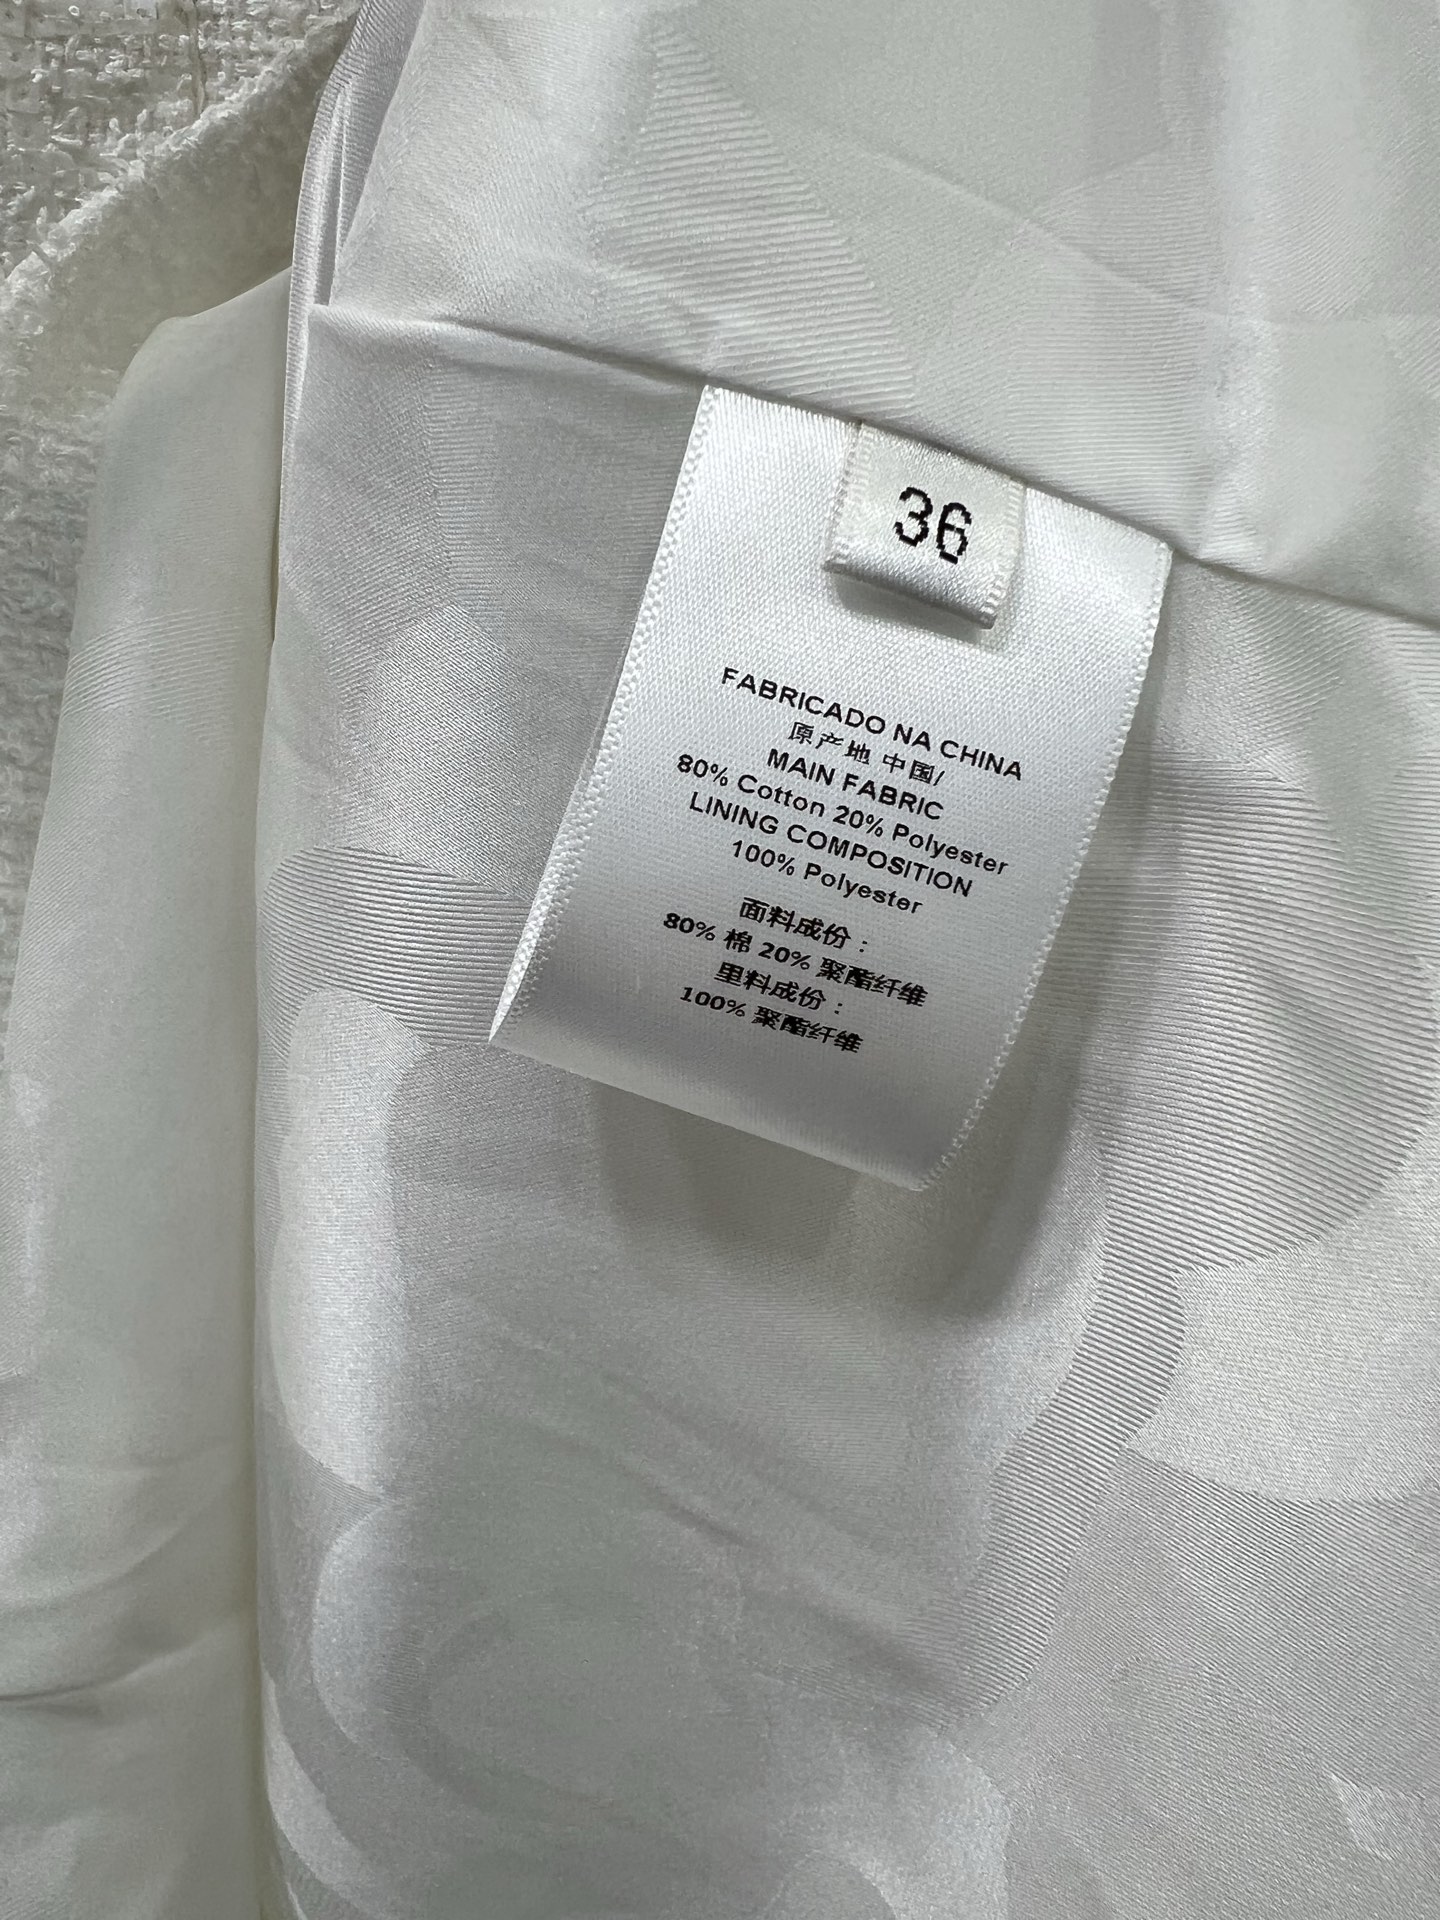 36
FABRICADO NA CHINA
原产地 中国/
MAIN FABRIC
80% Cotton 20% Polyester
LINING COMPOSITION
100% Polyester
面料成份：
80% 棉 20% 聚酯纤维
里料成份：
100% 聚酯纤维